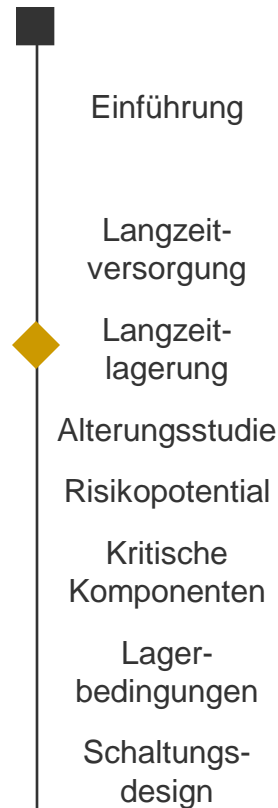 Einführung
Langzeit-
versorgung
Langzeit-
lagerung
Alterungsstudie
Risikopotential
Kritische
Komponenten
Lager-
bedingungen
Schaltungs-
design